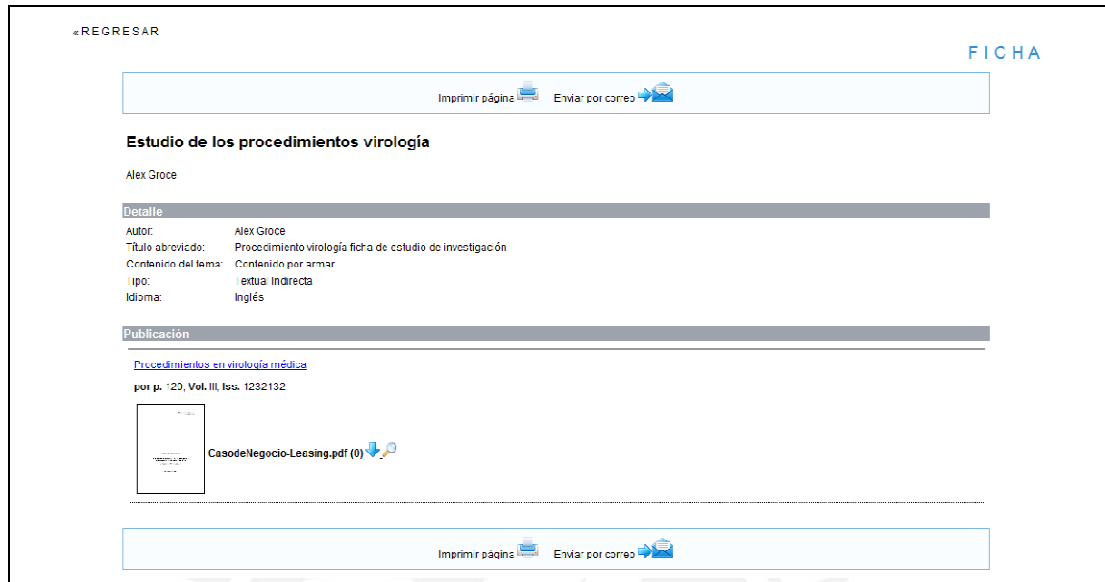 «REGRESAR
FICHA
Imprimir página Enviar por correo
Estudio de los procedimientos virología
Alex Groce
Detalle
Autor: Alex Groce
Título abreviado: Procedimiento virología ficha de estudio de investigación
Contenido del tema: Contenido por armar
Tipo: Textual Indirecta
Idioma: Inglés
Publicación
Procedimientos en virología médica
por p. 120, Vol. III, Iss. 1232132.
CasodeNegocio-Leasing.pdf (0)
Imprimir página Enviar por correo